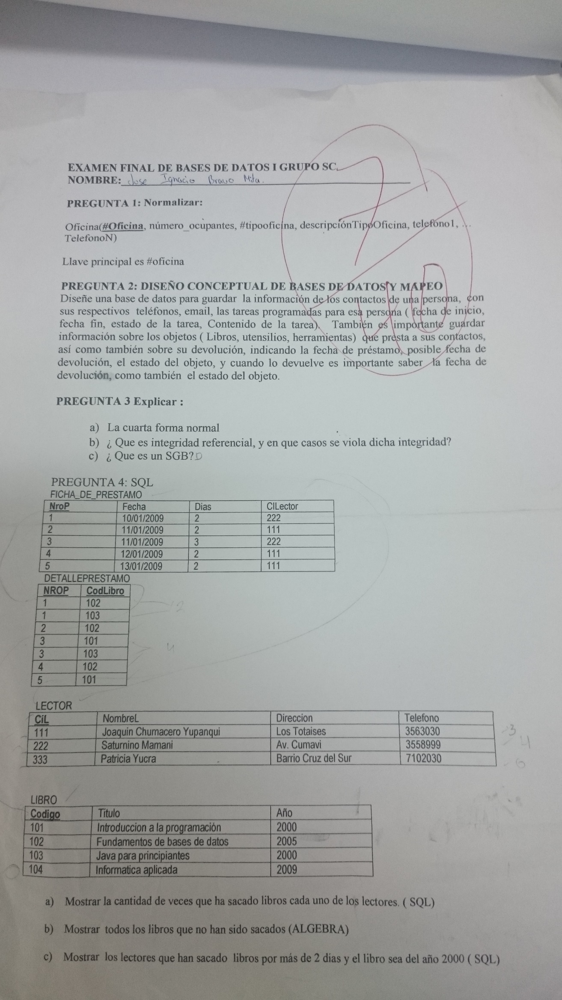 EXAMEN FINAL DE BASES DE DATOS I GRUPO SC.
NOMBRE: Jose Ignacio Bravo Mita.
PREGUNTA 1: Normalizar:
Oficina(#Oficina, número_ocupantes, #tipooficina, descripciónTipoOficina, telefono1, ...
TelefonoN)
Llave principal es #oficina
PREGUNTA 2: DISEÑO CONCEPTUAL DE BASES DE DATOS Y MAPEO
Diseñe una base de datos para guardar la información de los contactos de una persona, con
sus respectivos teléfonos, email, las tareas programadas para esa persona ( fecha de inicio,
fecha fin, estado de la tarea, Contenido de la tarea). También es importante guardar
información sobre los objetos ( Libros, utensilios, herramientas) que presta a sus contactos,
así como también sobre su devolución, indicando la fecha de préstamo, posible fecha de
devolución, el estado del objeto, y cuando lo devuelve es importante saber la fecha de
devolución, como también el estado del objeto.
PREGUNTA 3 Explicar :
a) La cuarta forma normal
b) ¿ Que es integridad referencial, y en que casos se viola dicha integridad?
c) ¿ Que es un SGB? D
PREGUNTA 4: SQL
FICHA_DE_PRESTAMO
NroP Fecha Dias CILector
1 10/01/2009 2 222
2 11/01/2009 2 111
3 11/01/2009 3 222
4 12/01/2009 2 111
5 13/01/2009 2 111
DETALLEPRESTAMO
NROP CodLibro
1 102
1 103
2 102
3 101
3 103
4 102
5 101
LECTOR
CiL NombreL Direccion Telefono
111 Joaquin Chumacero Yupanqui Los Totaises 3563030
222 Saturnino Mamani Av. Cumavi 3558999
333 Patricia Yucra Barrio Cruz del Sur 7102030
LIBRO
Codigo Titulo Año
101 Introduccion a la programación 2000
102 Fundamentos de bases de datos 2005
103 Java para principiantes 2000
104 Informatica aplicada 2009
a) Mostrar la cantidad de veces que ha sacado libros cada uno de los lectores. ( SQL)
b) Mostrar todos los libros que no han sido sacados (ALGEBRA)
c) Mostrar los lectores que han sacado libros por más de 2 dias y el libro sea del año 2000 ( SQL)